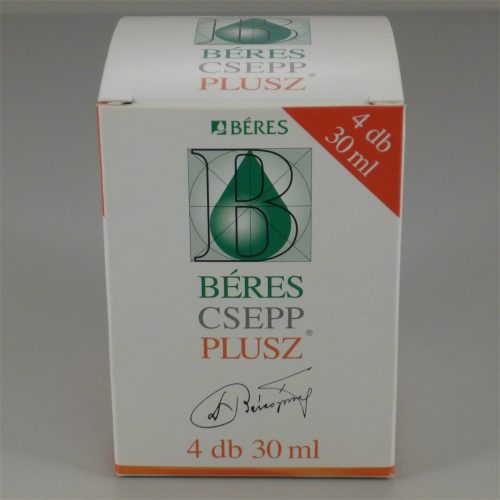 B
BÉRES
CSEPP
PLUSZ®
BÉRES
4 db
30 ml
B
BÉRES
CSEPP
PLUSZ®
4 db 30 ml